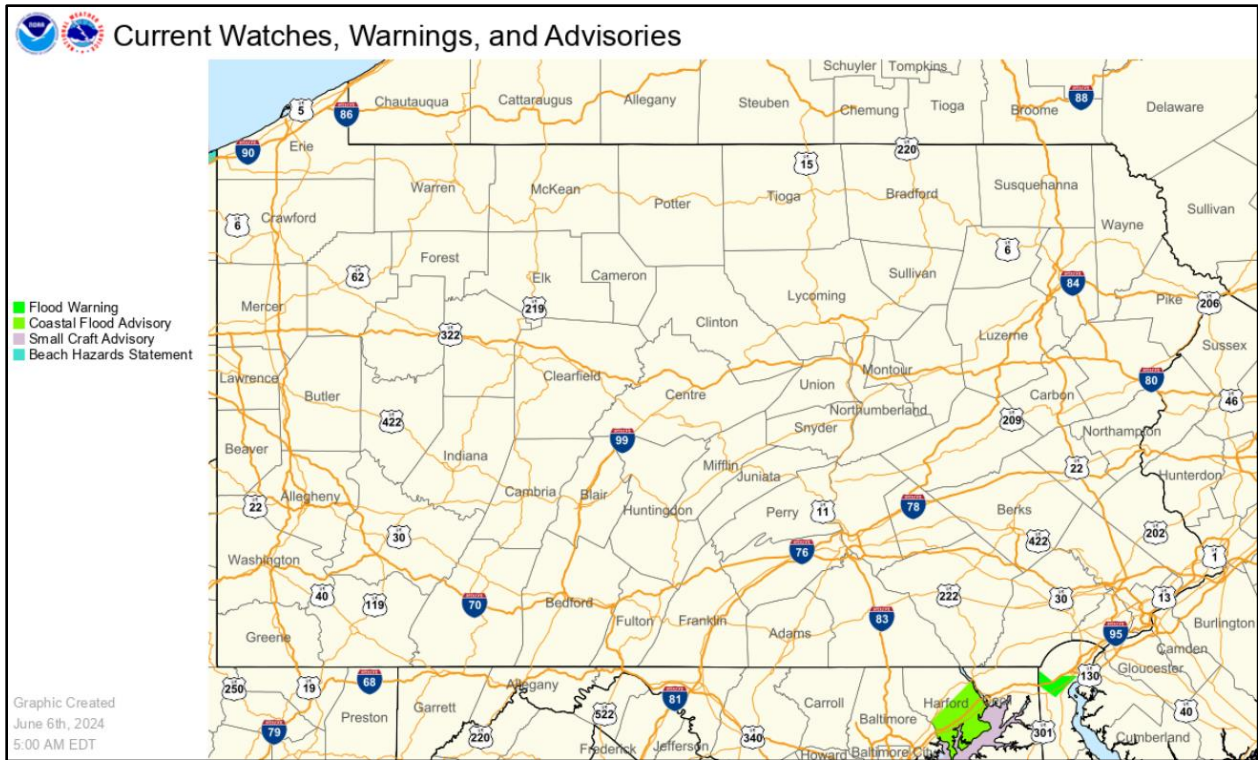 Current Watches, Warnings, and Advisories
Flood Warning
Coastal Flood Advisory
Small Craft Advisory
Beach Hazards Statement
Graphic Created
June 6th, 2024
5:00 AM EDT
NOAA
Schuyler Tompkins
5 86 Chautauqua Cattaraugus Allegany Steuben Chemung Tioga Broome 88 Delaware
90 Erie 15 220
Warren McKean Potter Tioga Bradford Susquehanna
6 Crawford Wayne Sullivan
62 Forest Elk Cameron Sullivan 6
Mercer 219 Lycoming 84 Pike 206
322 Clinton Luzerne Sussex
Lawrence Butler Clearfield Centre Union Montour Carbon 80 46
422 99 Snyder Northumberland 209 Northampton
Beaver Indiana Mifflin Juniata 22 Hunterdon
22 Allegheny Cambria Blair Huntingdon Perry 11 78 Berks
30 76 422 202 1
Washington 40 119 70 Bedford Fulton Franklin Adams 83 222 30 13
Greene 95 Burlington
Camden
Gloucester
250 19 68 Allegany 81 Carroll Harford 130
79 Preston Garrett 220 522 340 Baltimore 301 40
Frederick Jefferson Howard Baltimore City Cumberland